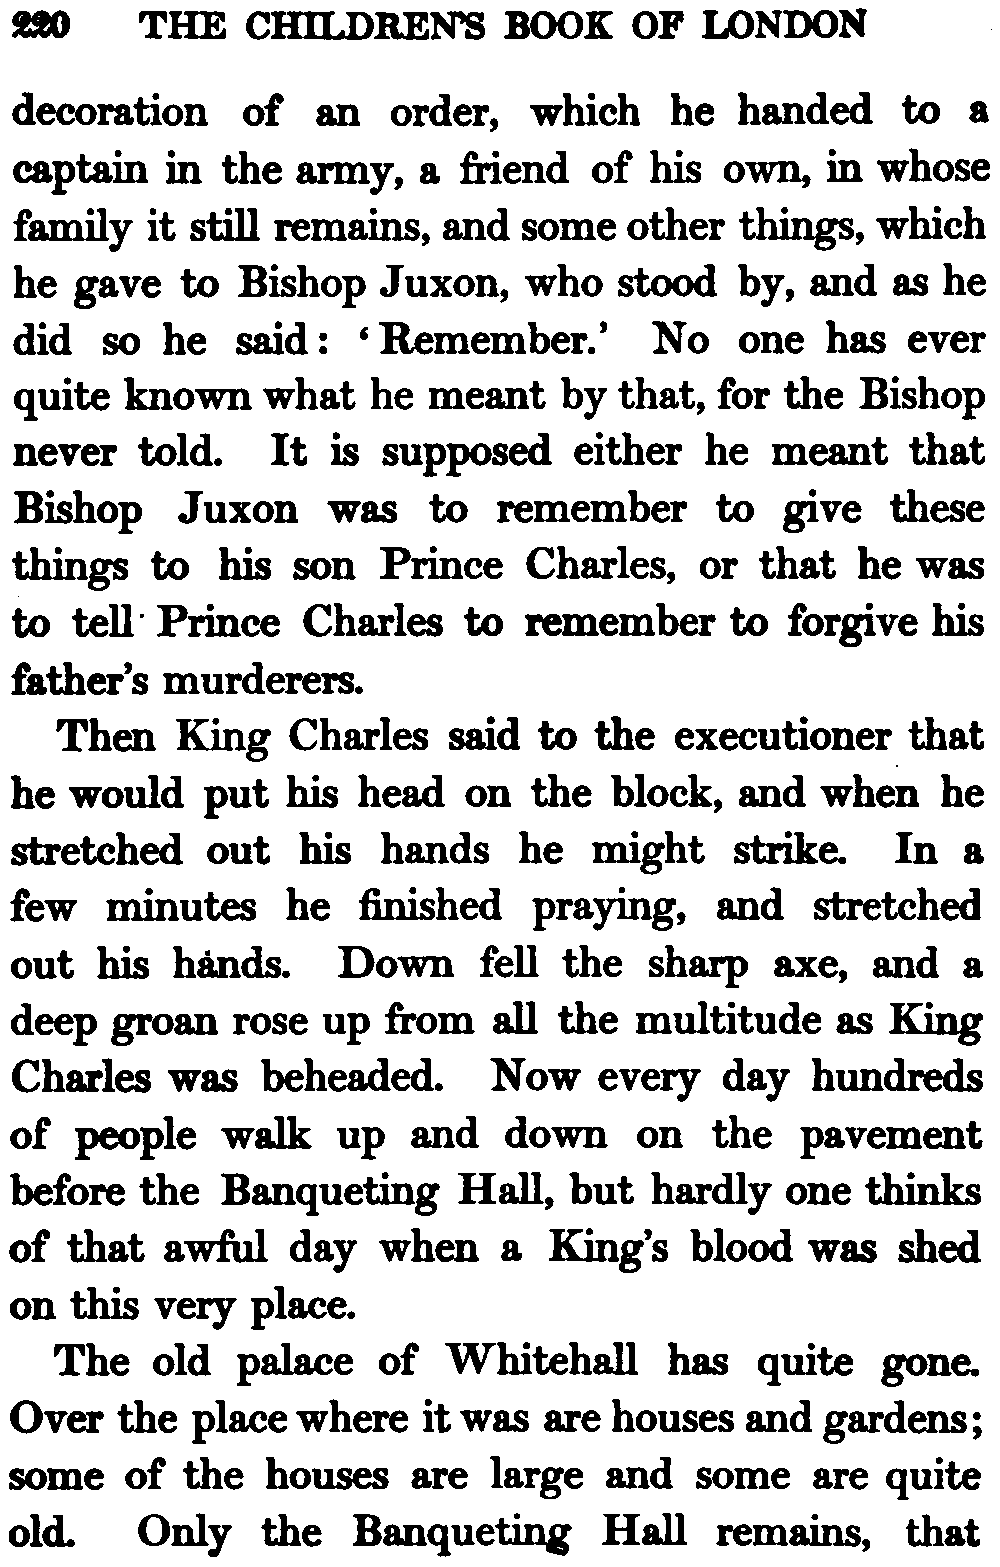 220 THE CHILDREN'S BOOK OF LONDON
decoration of an order, which he handed to a
captain in the army, a friend of his own, in whose
family it still remains, and some other things, which
he gave to Bishop Juxon, who stood by, and as he
did so he said: ‘Remember.’ No one has ever
quite known what he meant by that, for the Bishop
never told. It is supposed either he meant that
Bishop Juxon was to remember to give these
things to his son Prince Charles, or that he was
to tell Prince Charles to remember to forgive his
father's murderers.
Then King Charles said to the executioner that
he would put his head on the block, and when he
stretched out his hands he might strike. In a
few minutes he finished praying, and stretched
out his hands. Down fell the sharp axe, and a
deep groan rose up from all the multitude as King
Charles was beheaded. Now every day hundreds
of people walk up and down on the pavement
before the Banqueting Hall, but hardly one thinks
of that awful day when a King's blood was shed
on this very place.
The old palace of Whitehall has quite gone.
Over the place where it was are houses and gardens;
some of the houses are large and some are quite
old. Only the Banqueting Hall remains, that